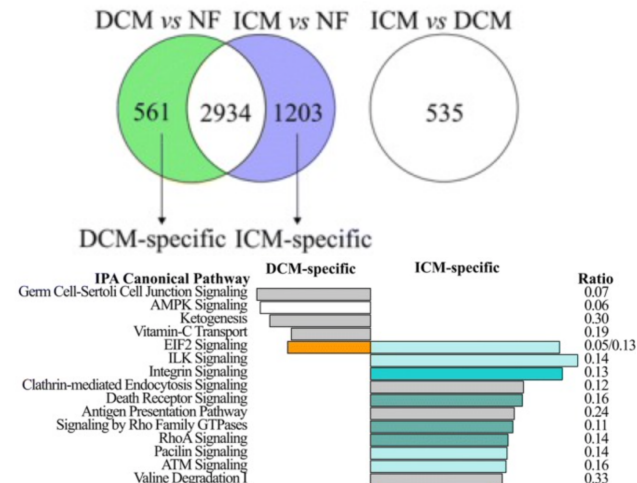 DCM vs NF ICM vs NF ICM vs DCM
561 2934 1203 535
DCM-specific ICM-specific
IPA Canonical Pathway DCM-specific ICM-specific Ratio
Germ Cell-Sertoli Cell Junction Signaling 0.07
AMPK Signaling 0.06
Ketogenesis 0.30
Vitamin-C Transport 0.19
EIF2 Signaling 0.05/0.13
ILK Signaling 0.14
Integrin Signaling 0.13
Clathrin-mediated Endocytosis Signaling 0.12
Death Receptor Signaling 0.16
Antigen Presentation Pathway 0.24
Signaling by Rho Family GTPases 0.11
RhoA Signaling 0.14
Pacilin Signaling 0.14
ATM Signaling 0.16
Valine Degradation I 0.33